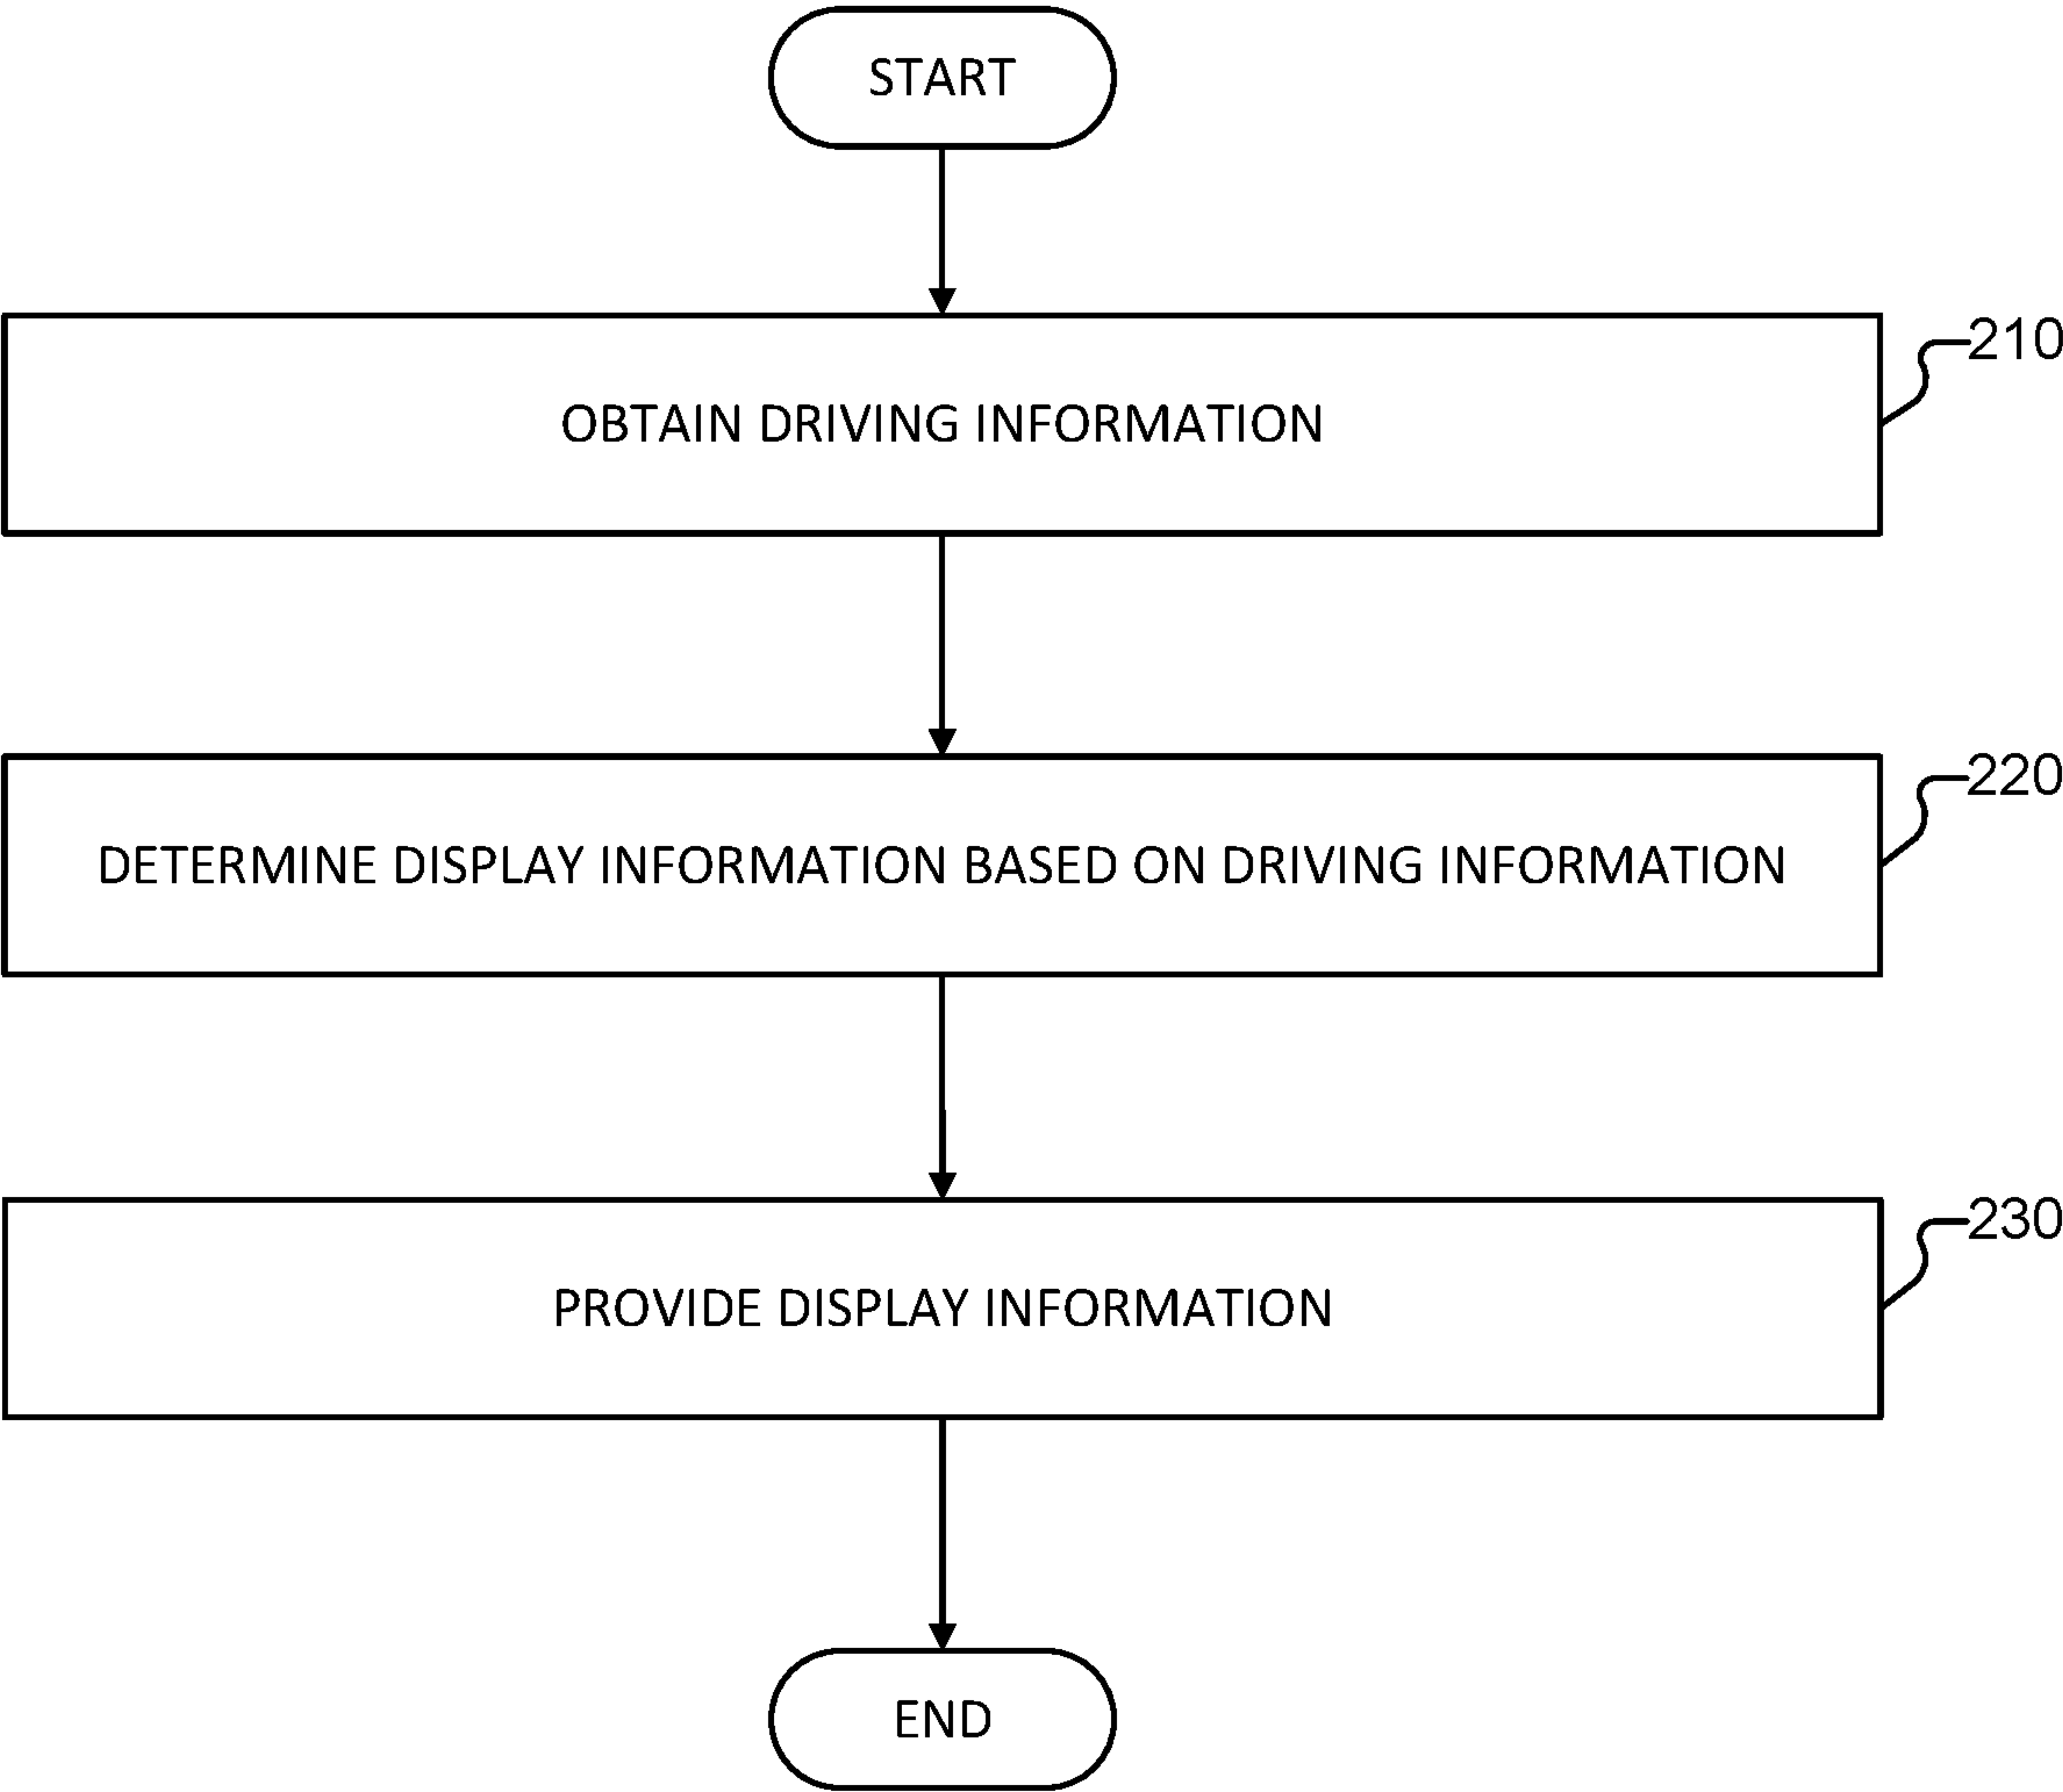 START
210
OBTAIN DRIVING INFORMATION
220
DETERMINE DISPLAY INFORMATION BASED ON DRIVING INFORMATION
230
PROVIDE DISPLAY INFORMATION
END